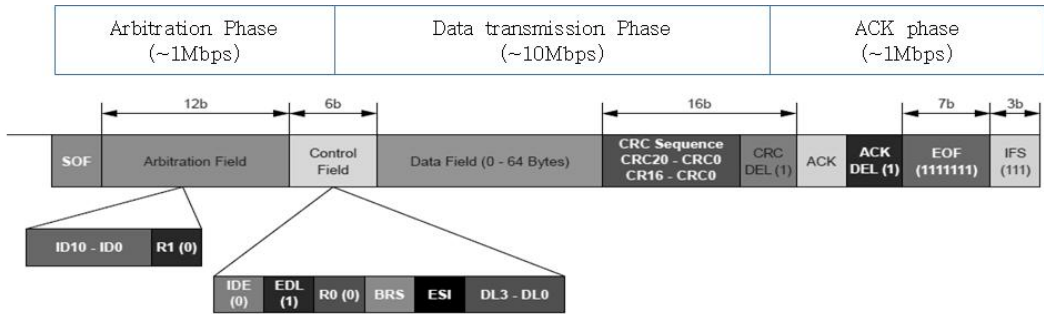 Arbitration Phase
(~1Mbps)
Data transmission Phase
(~10Mbps)
ACK phase
(~1Mbps)
12b
6b
16b
7b
3b
SOF
Arbitration Field
Control
Field
Data Field (0 - 64 Bytes)
CRC Sequence
CRC20 - CRC0
CR16 - CRC0
CRC
DEL (1)
ACK
ACK
DEL (1)
EOF
(1111111)
IFS
(111)
ID10 - ID0
R1 (0)
IDE
(0)
EDL
(1)
R0 (0)
BRS
ESI
DL3 - DL0